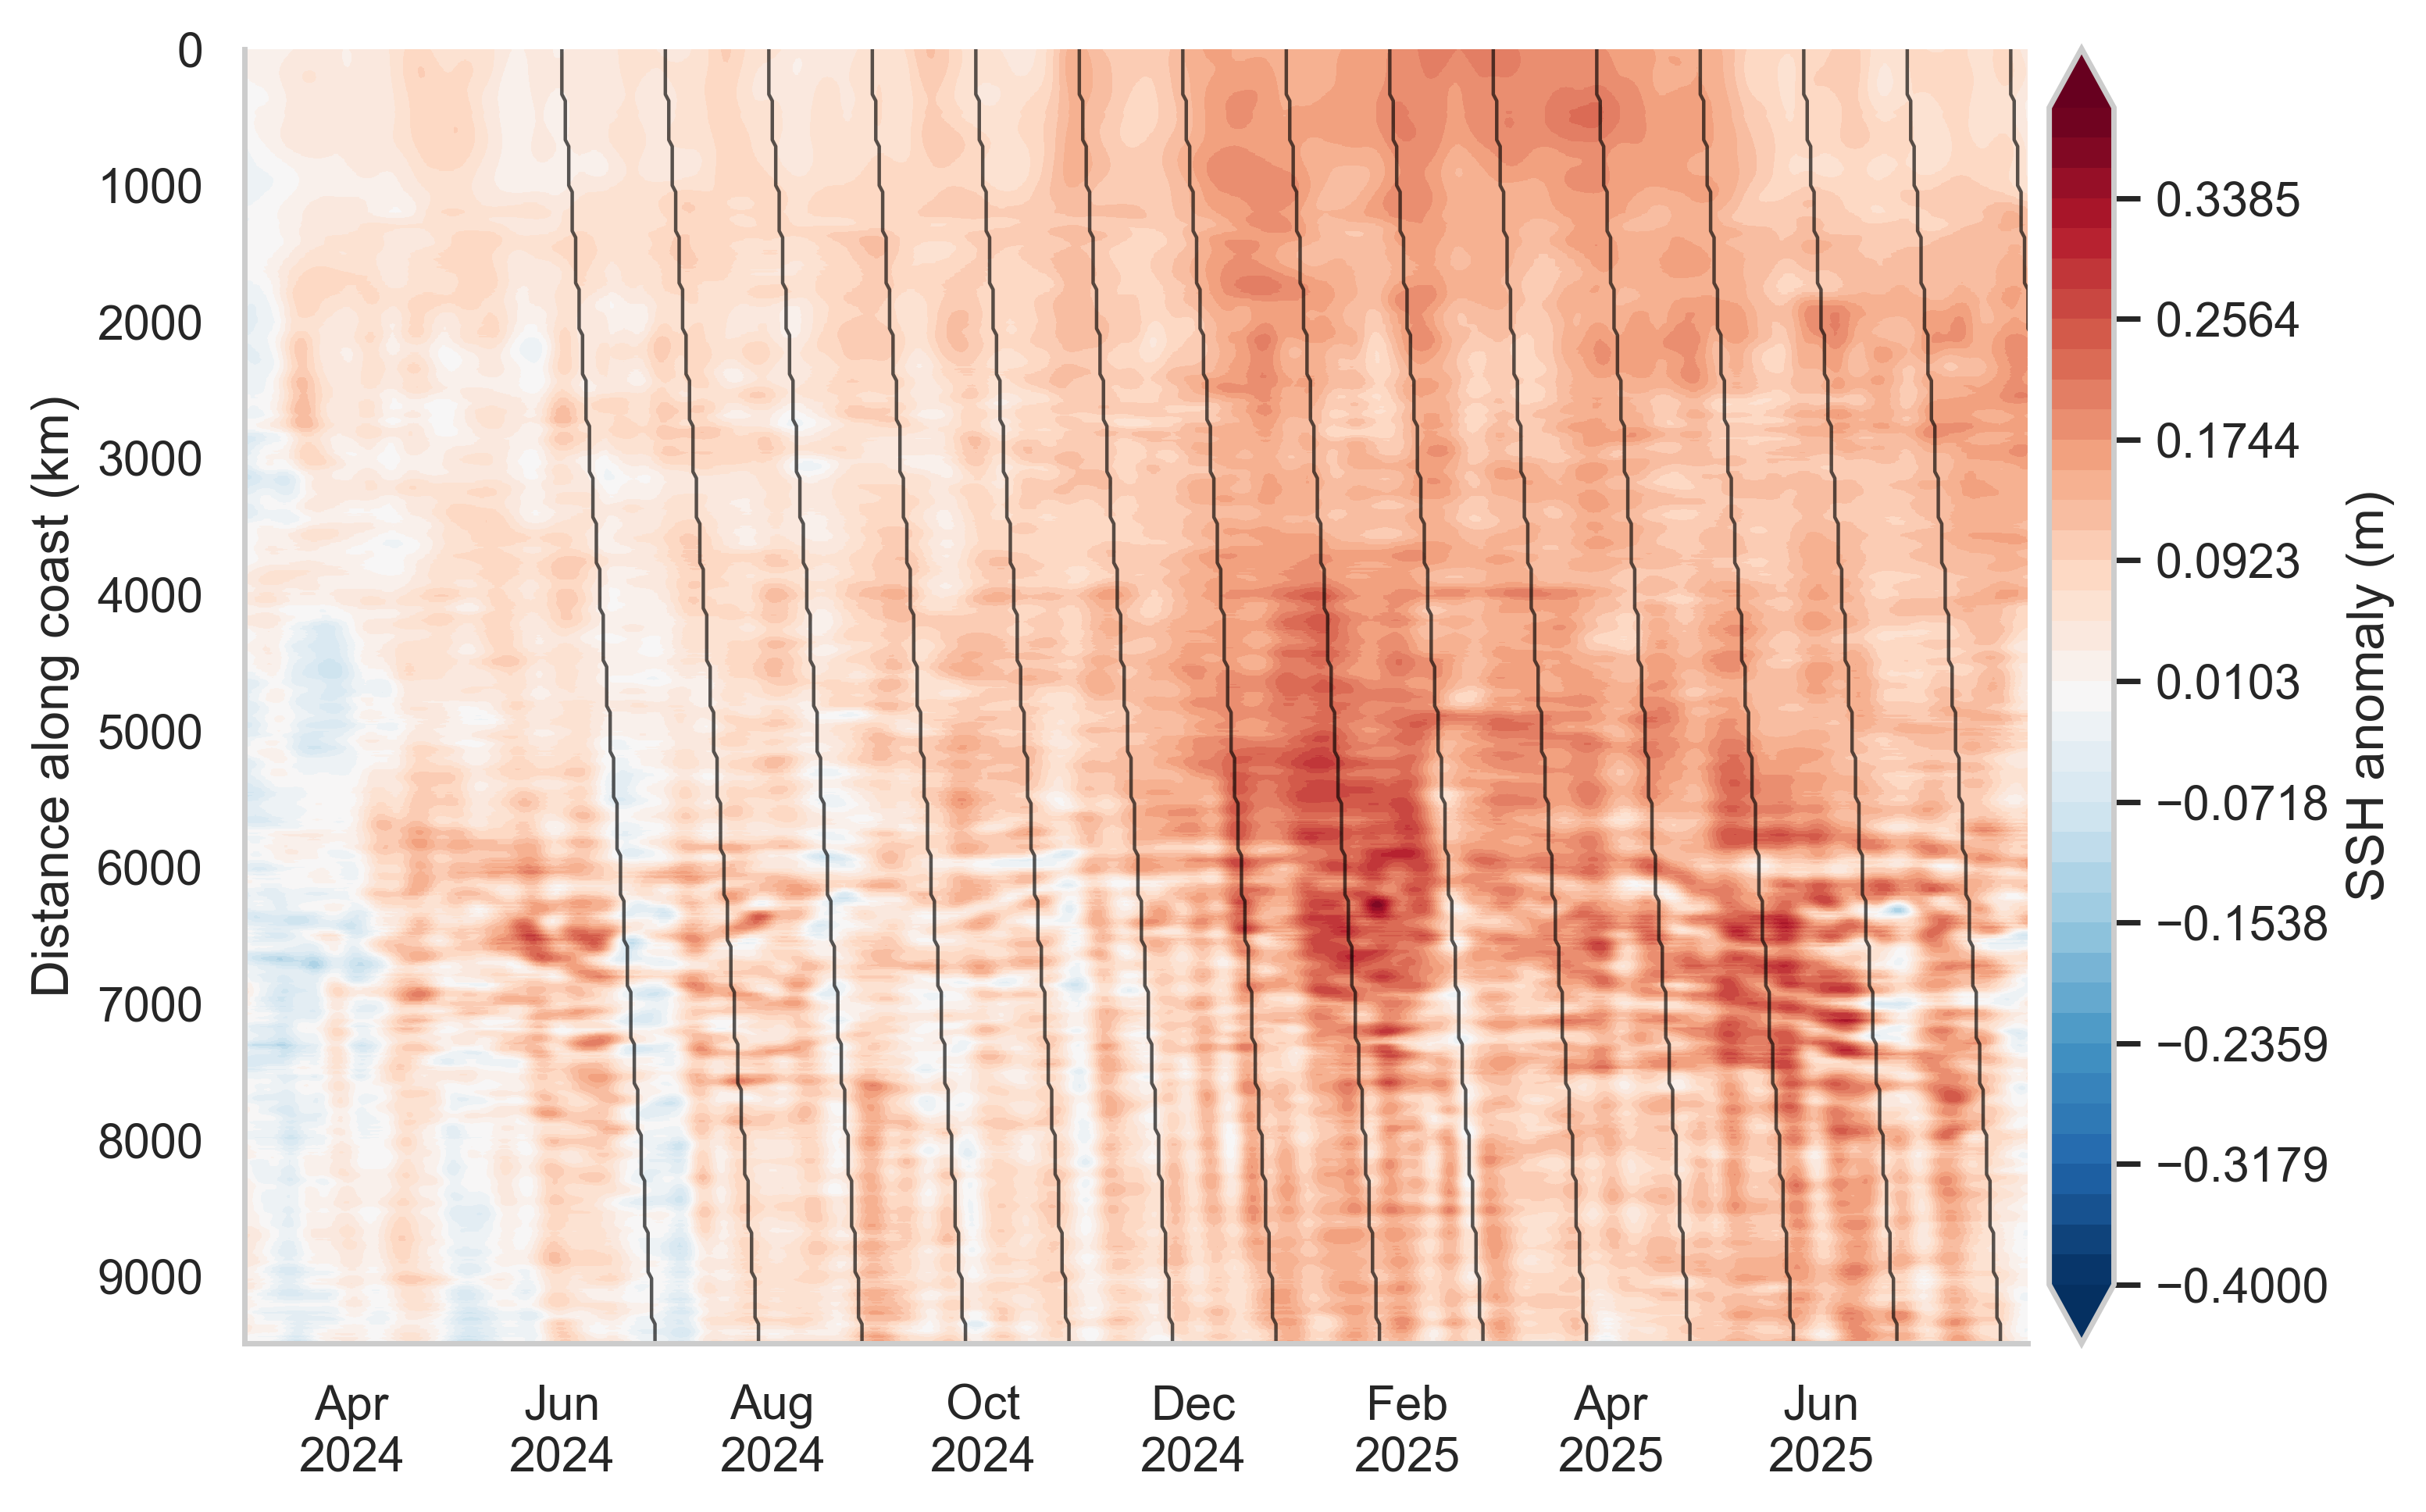 0
1000
2000
3000
4000
5000
6000
7000
8000
9000
Distance along coast (km)
Apr
2024
Jun
2024
Aug
2024
Oct
2024
Dec
2024
Feb
2025
Apr
2025
Jun
2025
0.3385
0.2564
0.1744
0.0923
0.0103
−0.0718
−0.1538
−0.2359
−0.3179
−0.4000
SSH anomaly (m)